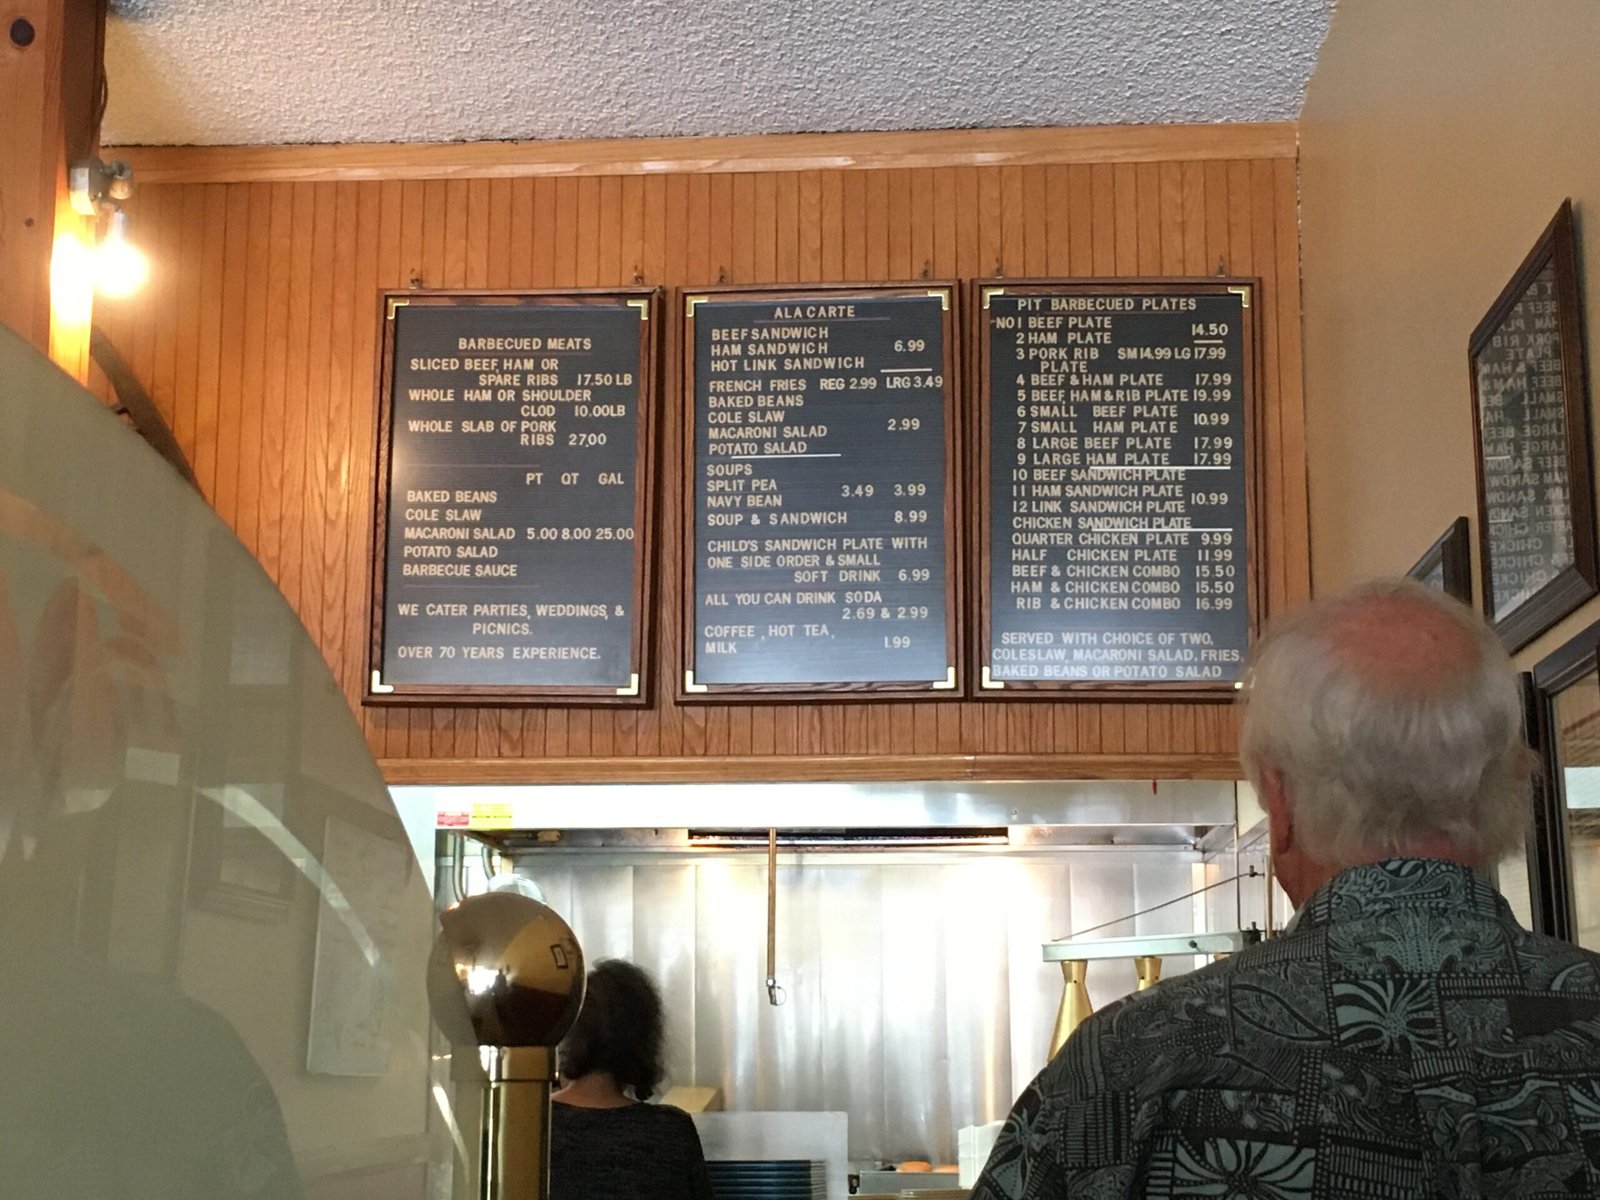 BARBECUED MEATS
SLICED BEEF, HAM OR
SPARE RIBS 17.50 LB
WHOLE HAM OR SHOULDER
CLOD 10.00LB
WHOLE SLAB OF PORK
RIBS 27.00
PT QT GAL
BAKED BEANS
COLE SLAW
MACARONI SALAD 5.00 8.00 25.00
POTATO SALAD
BARBECUE SAUCE
WE CATER PARTIES, WEDDINGS, &
PICNICS.
OVER 70 YEARS EXPERIENCE.
ALA CARTE
BEEF SANDWICH
HAM SANDWICH 6.99
HOT LINK SANDWICH
FRENCH FRIES REG 2.99 LRG 3.49
BAKED BEANS
COLE SLAW
MACARONI SALAD 2.99
POTATO SALAD
SOUPS
SPLIT PEA 3.49 3.99
NAVY BEAN
SOUP & SANDWICH 8.99
CHILD'S SANDWICH PLATE WITH
ONE SIDE ORDER & SMALL
SOFT DRINK 6.99
ALL YOU CAN DRINK SODA
2.69 & 2.99
COFFEE, HOT TEA,
MILK 1.99
PIT BARBECUED PLATES
NO 1 BEEF PLATE 14.50
2 HAM PLATE
3 PORK RIB SM 14.99 LG 17.99
PLATE
4 BEEF & HAM PLATE 17.99
5 BEEF, HAM & RIB PLATE 19.99
6 SMALL BEEF PLATE 10.99
7 SMALL HAM PLATE
8 LARGE BEEF PLATE 17.99
9 LARGE HAM PLATE 17.99
10 BEEF SANDWICH PLATE
11 HAM SANDWICH PLATE 10.99
12 LINK SANDWICH PLATE
CHICKEN SANDWICH PLATE
QUARTER CHICKEN PLATE 9.99
HALF CHICKEN PLATE 11.99
BEEF & CHICKEN COMBO 15.50
HAM & CHICKEN COMBO 15.50
RIB & CHICKEN COMBO 16.99
SERVED WITH CHOICE OF TWO,
COLESLAW, MACARONI SALAD, FRIES,
BAKED BEANS OR POTATO SALAD